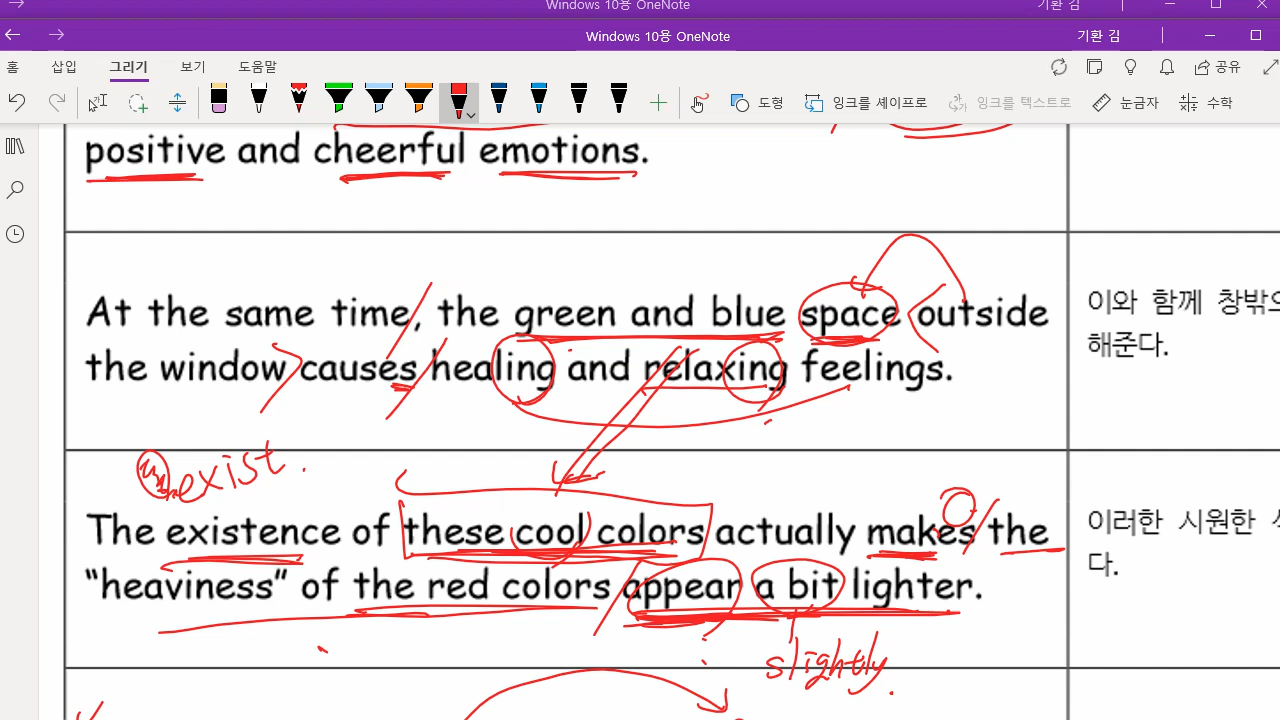 Windows 10용 OneNote
기환 김
Windows 10용 OneNote
기환 김
홈 삽입 그리기 보기 도움말
공유
도형 잉크를 셰이프로 잉크를 텍스트로 눈금자 수학
positive and cheerful emotions.
At the same time, the green and blue space outside
the window causes healing and relaxing feelings.
이와 함께 창밖으
해준다.
exist.
The existence of these cool colors actually makes the
"heaviness" of the red colors appear a bit lighter.
이러한 시원한
다.
slightly.